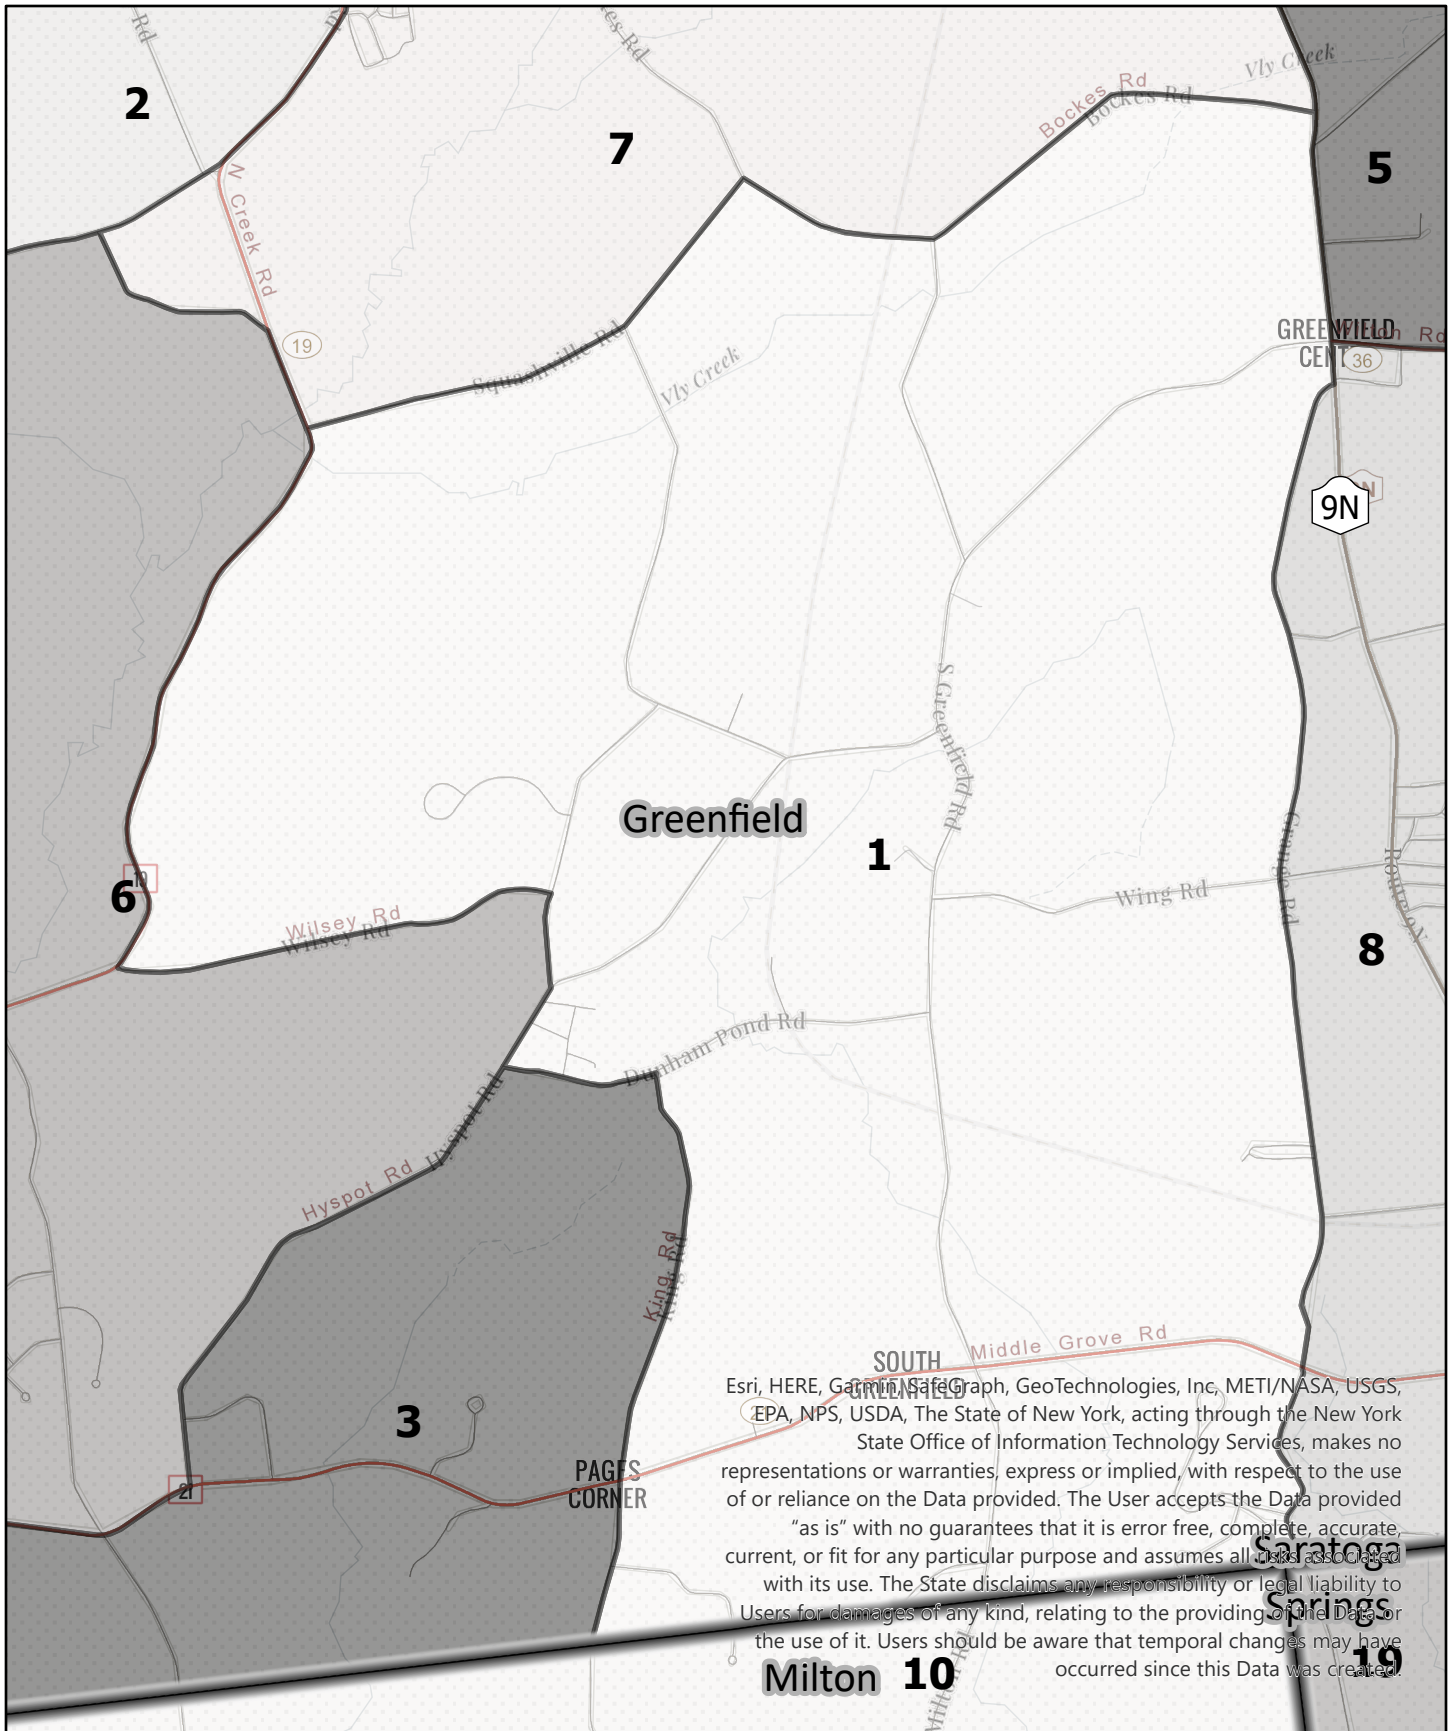 Rd
Rd
2
7
Bockes Rd
Bockes Rd
Vly Creek
5
N Creek Rd
19
Squashville Rd
Vly Creek
GREENFIELD
Wilton Rd
36
9N
S Greenfield Rd
Greenfield
1
6
19
Wilsey Rd
Wilsey Rd
Wing Rd
Route 9N
8
Dunham Pond Rd
Hyspot Rd
Hyspot Rd
King Rd
King Rd
Middle Grove Rd
SOUTH
GREENFIELD
3
21
PAGES
CORNER
Esri, HERE, Garmin, SafeGraph, GeoTechnologies, Inc, METI/NASA, USGS,
EPA, NPS, USDA, The State of New York, acting through the New York
State Office of Information Technology Services, makes no
representations or warranties, express or implied, with respect to the use
of or reliance on the Data provided. The User accepts the Data provided
“as is” with no guarantees that it is error free, complete, accurate,
current, or fit for any particular purpose and assumes all risks associated
with its use. The State disclaims any responsibility or legal liability to
Users for damages of any kind, relating to the providing of the Data or
the use of it. Users should be aware that temporal changes may have
occurred since this Data was created.
Saratoga
Springs
19
Milton
10
Milton Rd